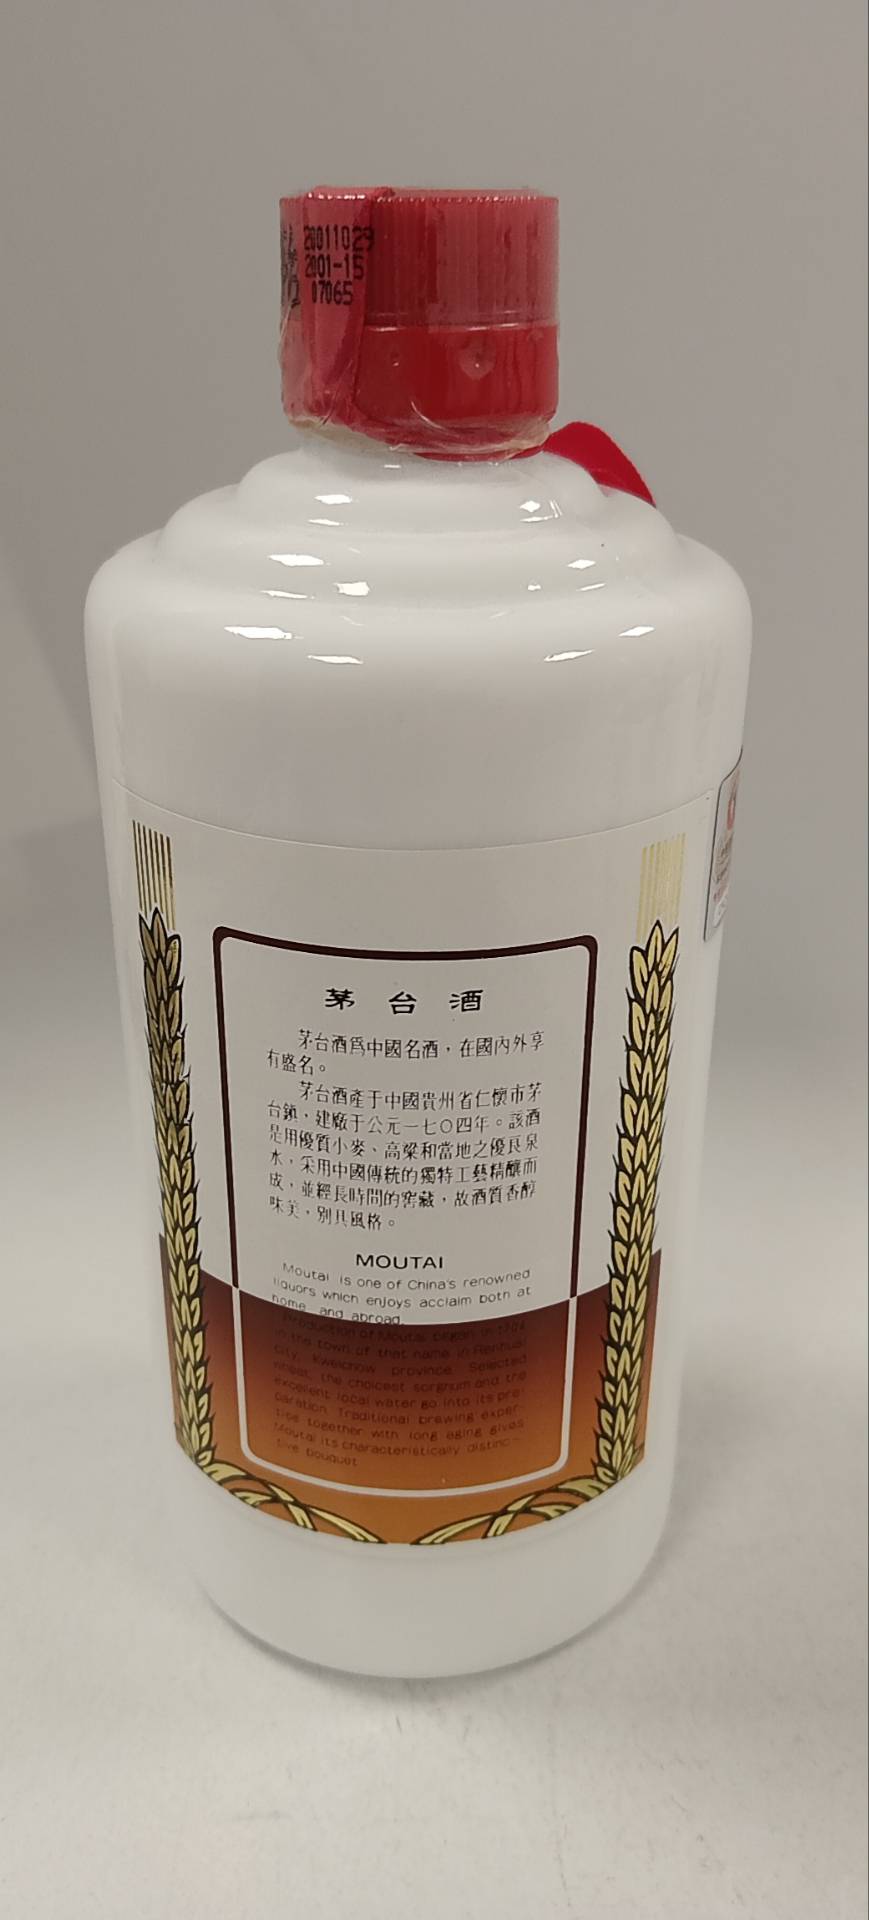 20011029
2001-15
07065
茅台酒
茅台酒爲中國名酒，在國內外享
有盛名。
茅台酒產于中國貴州省仁懷市茅
台鎮，建廠于公元一七〇四年。該酒
是用優質小麥、高粱和當地之優良泉
水，采用中國傳統的獨特工藝精釀而
成，並經長時間的窖藏，故酒質香醇
味美，別具風格。
MOUTAI
Moutai is one of China's renowned
liquors which enjoys acclaim both at
home and abroad.
Production of Moutai began in 1704
in the town of that name in Renhuai
City, Kweichow province. Selected
wheat, the choicest sorghum and the
excellent local water go into its pre-
paration. Traditional brewing exper-
tise together with long aging gives
Moutai its characteristically distinc-
tive bouquet